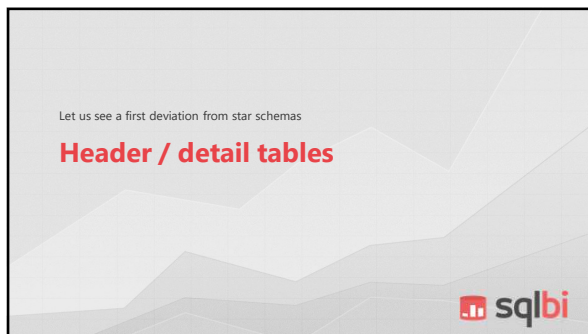 Let us see a first deviation from star schemas
Header / detail tables
sqlbi